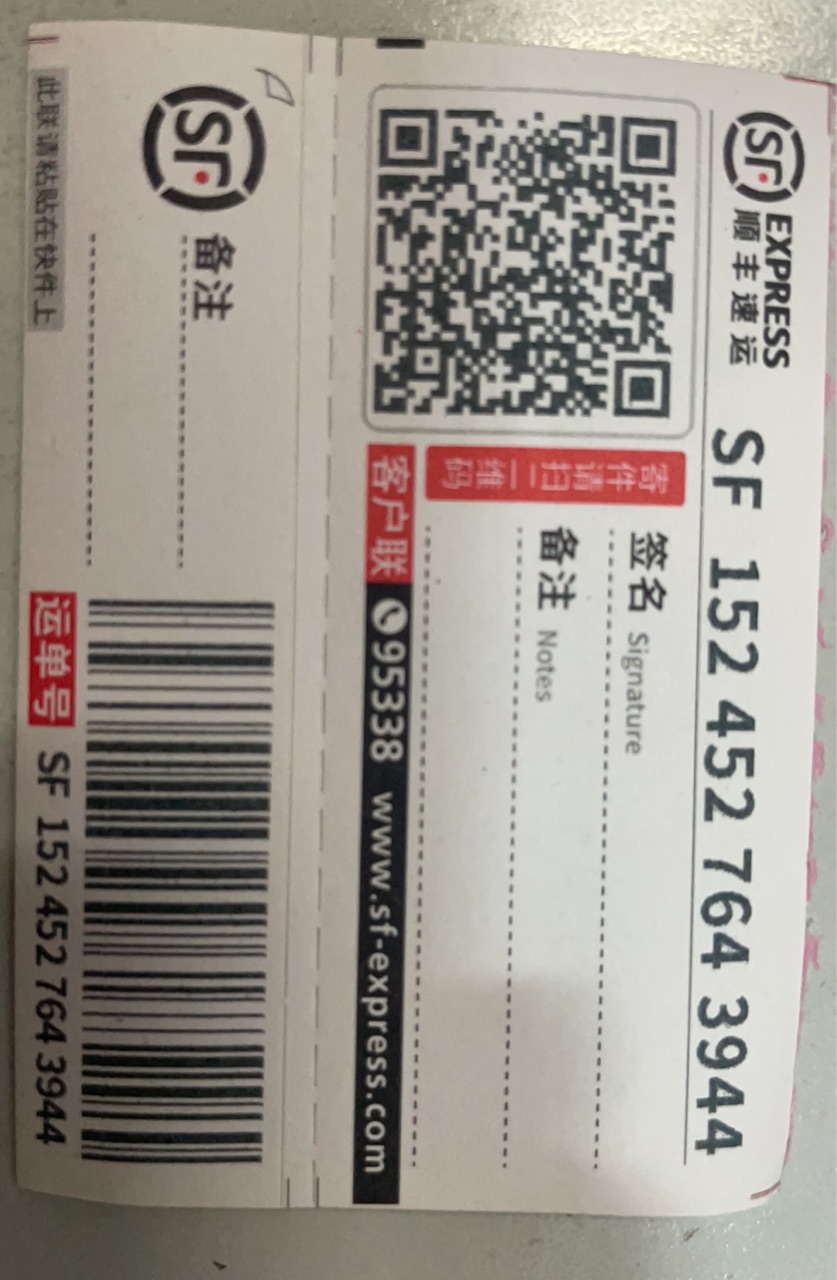 SF EXPRESS
顺丰速运
SF 152 452 764 3944
寄件请扫二维码
签名 Signature
备注 Notes
客户联 95338 www.sf-express.com
SF
备注
此联请粘贴在快件上
运单号 SF 152 452 764 3944